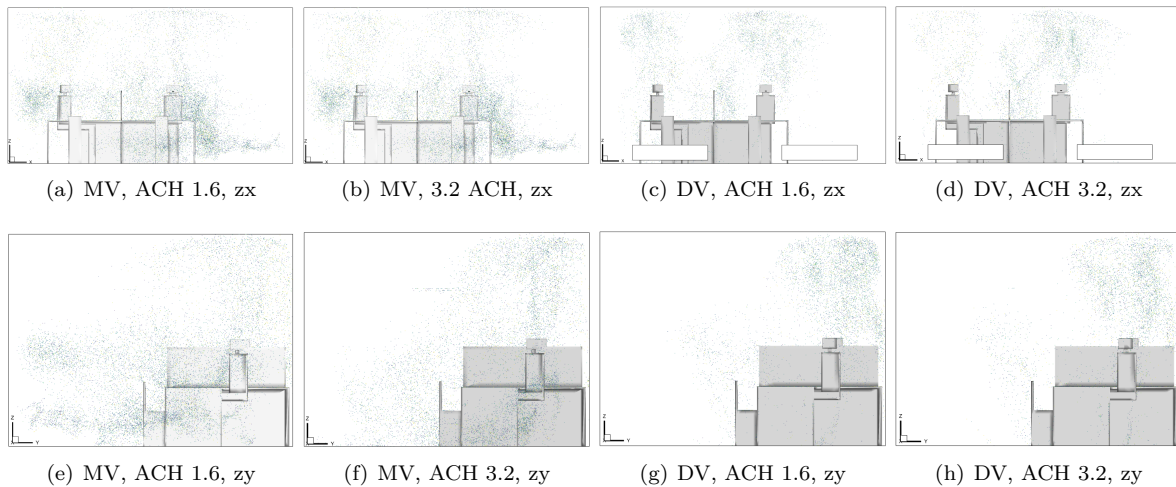 (a) MV, ACH 1.6, zx
(b) MV, 3.2 ACH, zx
(c) DV, ACH 1.6, zx
(d) DV, ACH 3.2, zx
(e) MV, ACH 1.6, zy
(f) MV, ACH 3.2, zy
(g) DV, ACH 1.6, zy
(h) DV, ACH 3.2, zy